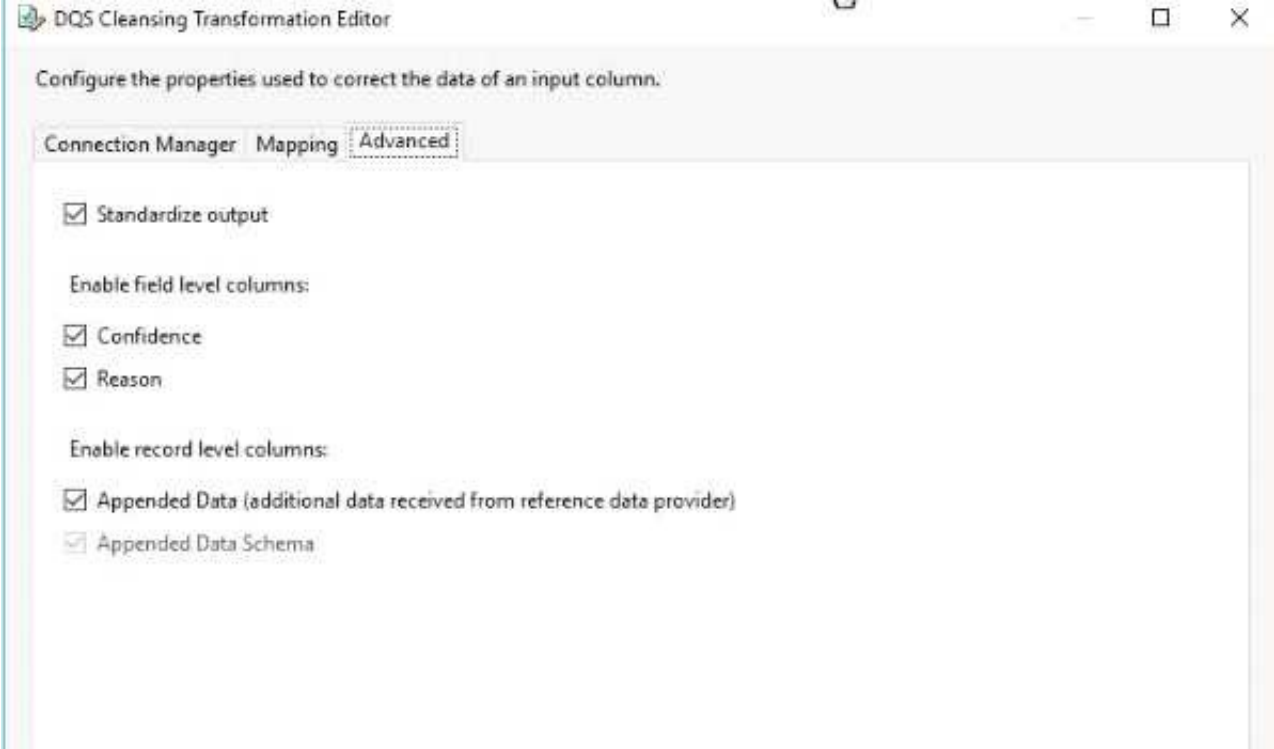 DQS Cleansing Transformation Editor
Configure the properties used to correct the data of an input column.
Connection Manager Mapping Advanced
Standardize output
Enable field level columns:
Confidence
Reason
Enable record level columns:
Appended Data (additional data received from reference data provider)
Appended Data Schema